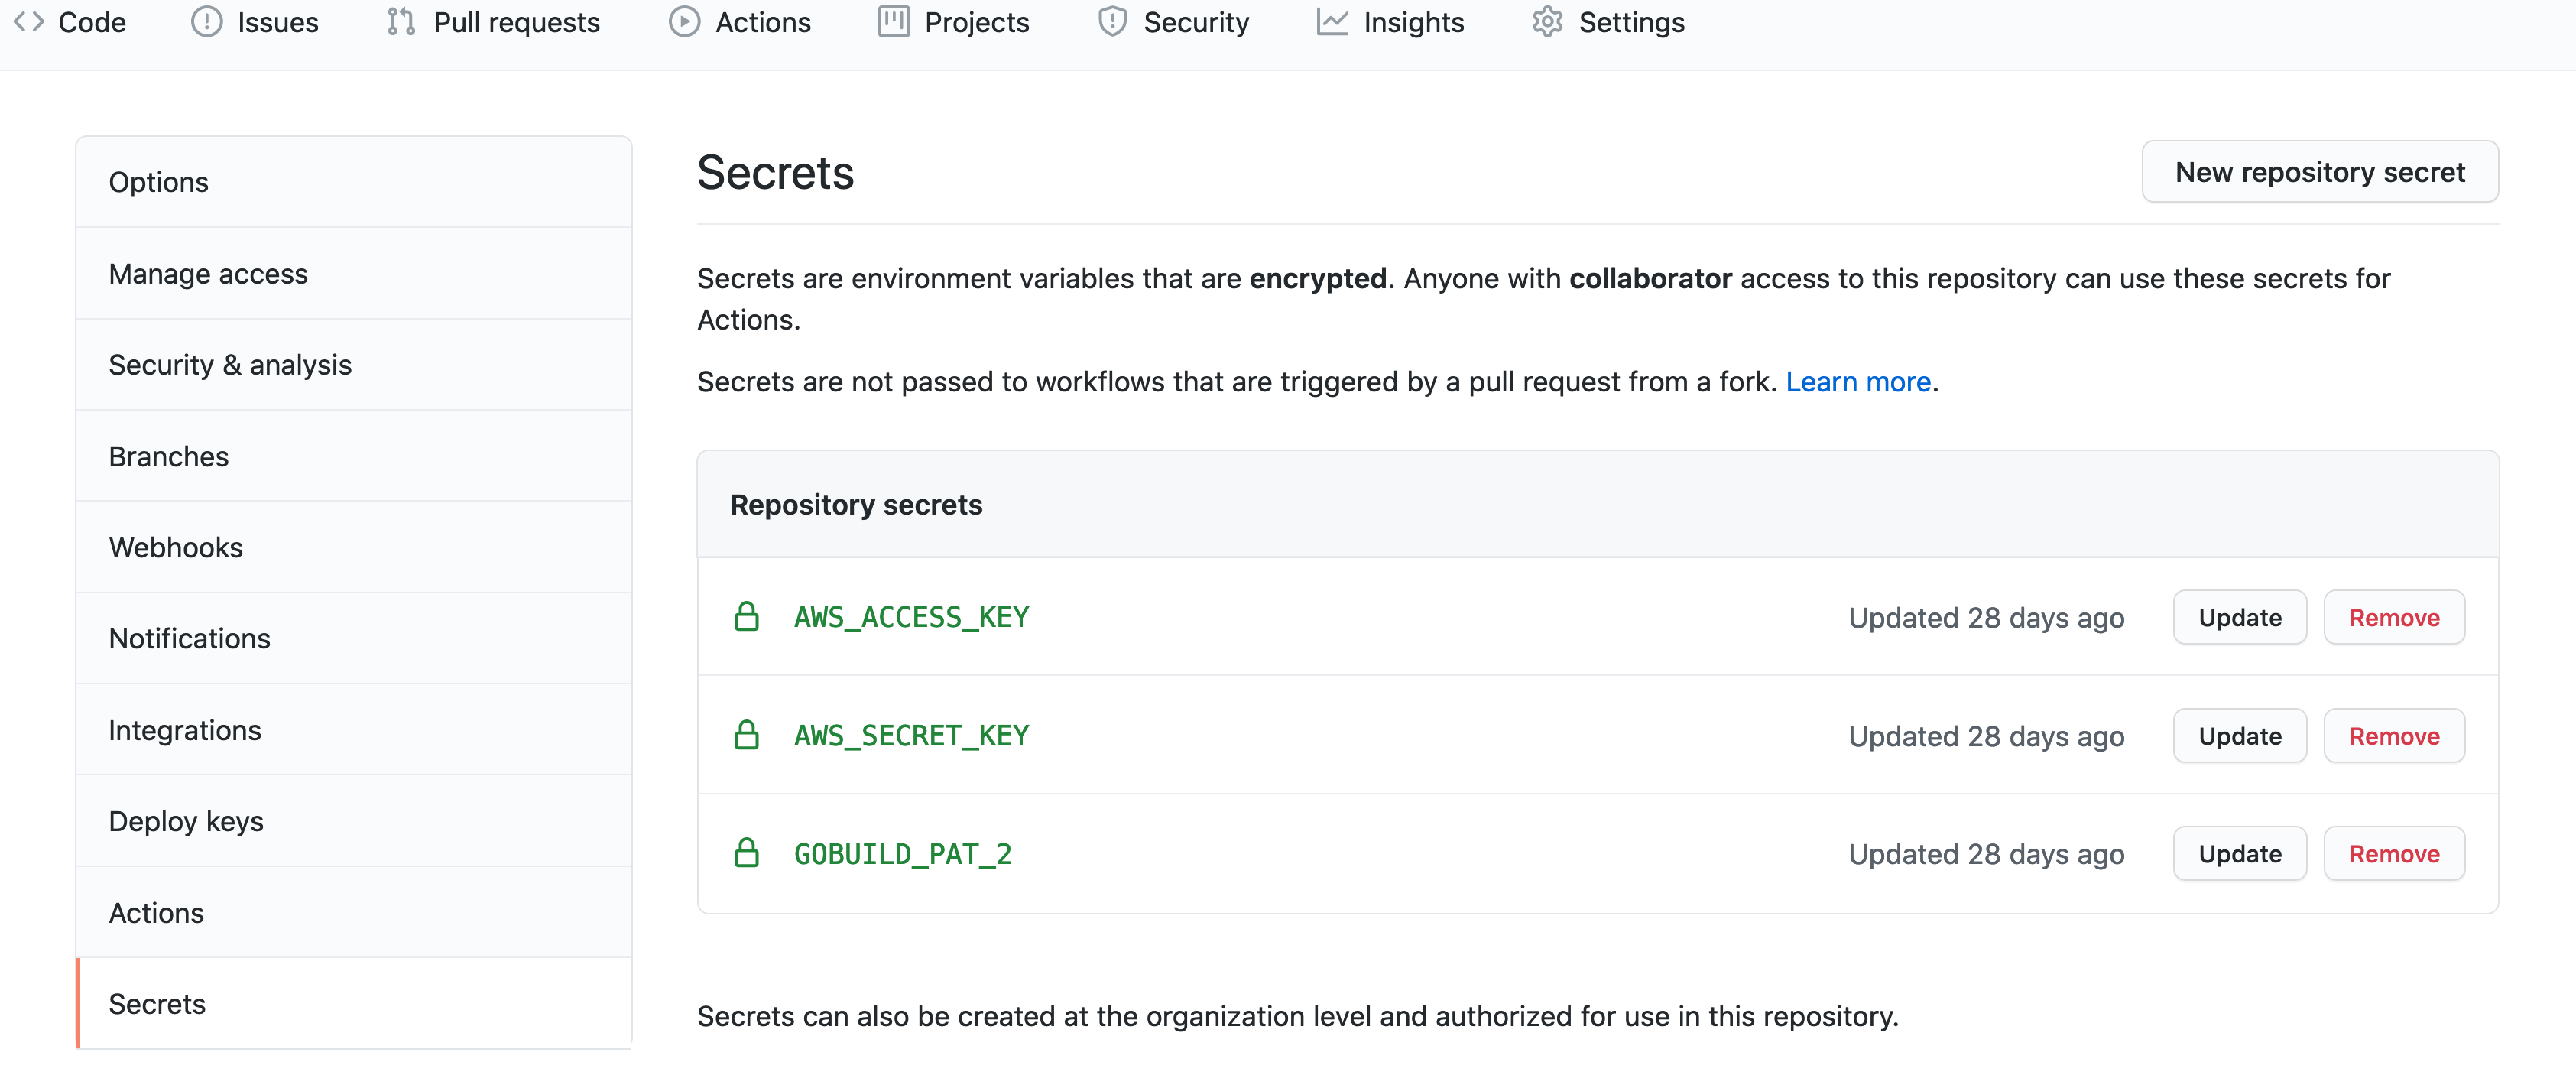 Code Issues Pull requests Actions Projects Security Insights Settings
Options
Manage access
Security & analysis
Branches
Webhooks
Notifications
Integrations
Deploy keys
Actions
Secrets
Secrets
New repository secret
Secrets are environment variables that are encrypted. Anyone with collaborator access to this repository can use these secrets for
Actions.
Secrets are not passed to workflows that are triggered by a pull request from a fork. Learn more.
Repository secrets
AWS_ACCESS_KEY Updated 28 days ago Update Remove
AWS_SECRET_KEY Updated 28 days ago Update Remove
GOBUILD_PAT_2 Updated 28 days ago Update Remove
Secrets can also be created at the organization level and authorized for use in this repository.